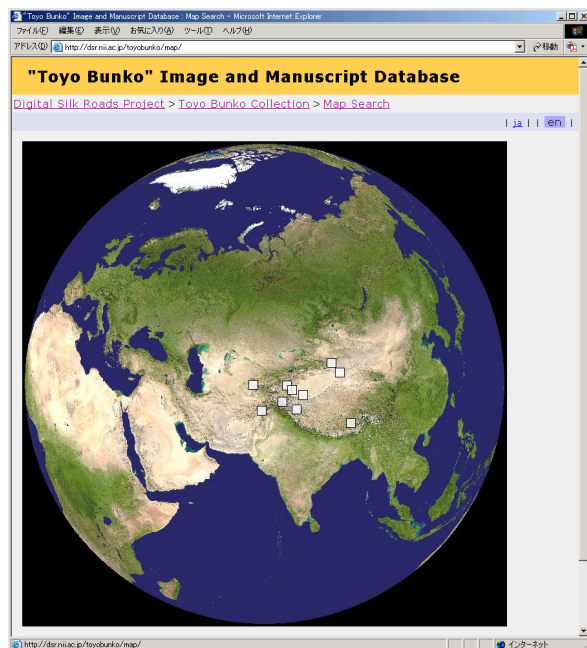 "Toyo Bunko" Image and Manuscript Database : Map Search - Microsoft Internet Explorer
ファイル(F) 編集(E) 表示(V) お気に入り(A) ツール(T) ヘルプ(H)
アドレス(D) http://dsr.nii.ac.jp/toyobunko/map/ 移動
"Toyo Bunko" Image and Manuscript Database
Digital Silk Roads Project > Toyo Bunko Collection > Map Search
| ja | | en |
http://dsr.nii.ac.jp/toyobunko/map/ インターネット